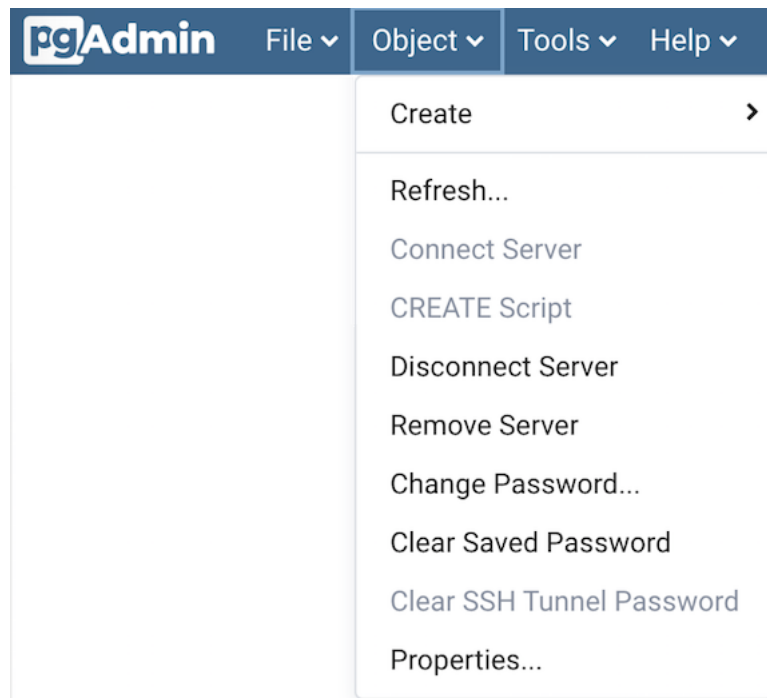 pgAdmin File Object Tools Help
Create
Refresh...
Connect Server
CREATE Script
Disconnect Server
Remove Server
Change Password...
Clear Saved Password
Clear SSH Tunnel Password
Properties...